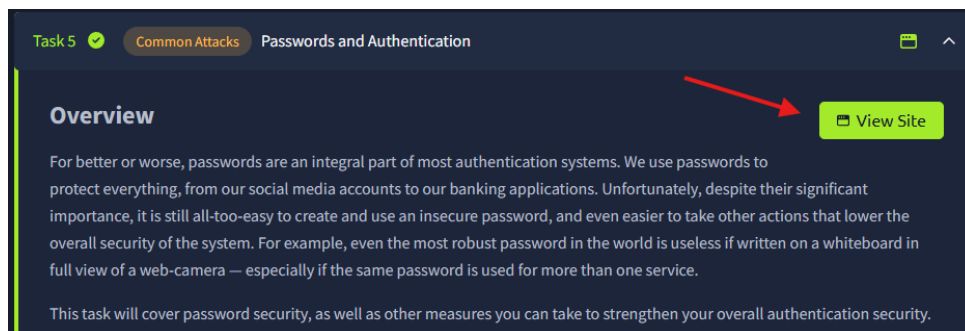 Task 5 Common Attacks Passwords and Authentication
Overview
View Site
For better or worse, passwords are an integral part of most authentication systems. We use passwords to
protect everything, from our social media accounts to our banking applications. Unfortunately, despite their significant
importance, it is still all-too-easy to create and use an insecure password, and even easier to take other actions that lower the
overall security of the system. For example, even the most robust password in the world is useless if written on a whiteboard in
full view of a web-camera — especially if the same password is used for more than one service.
This task will cover password security, as well as other measures you can take to strengthen your overall authentication security.